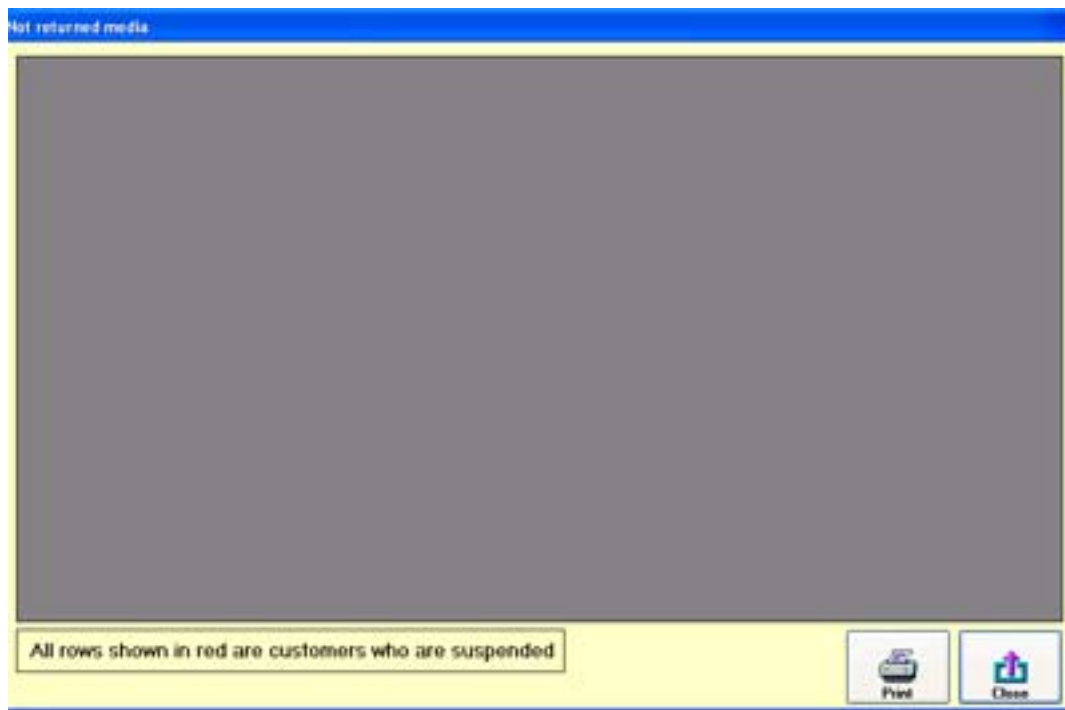 Not returned media
All rows shown in red are customers who are suspended
Print
Close